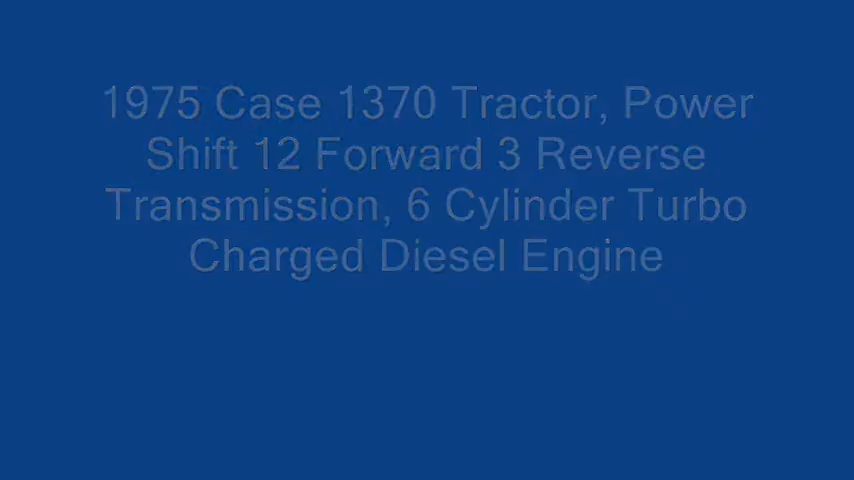 1975 Case 1370 Tractor, Power
Shift 12 Forward 3 Reverse
Transmission, 6 Cylinder Turbo
Charged Diesel Engine